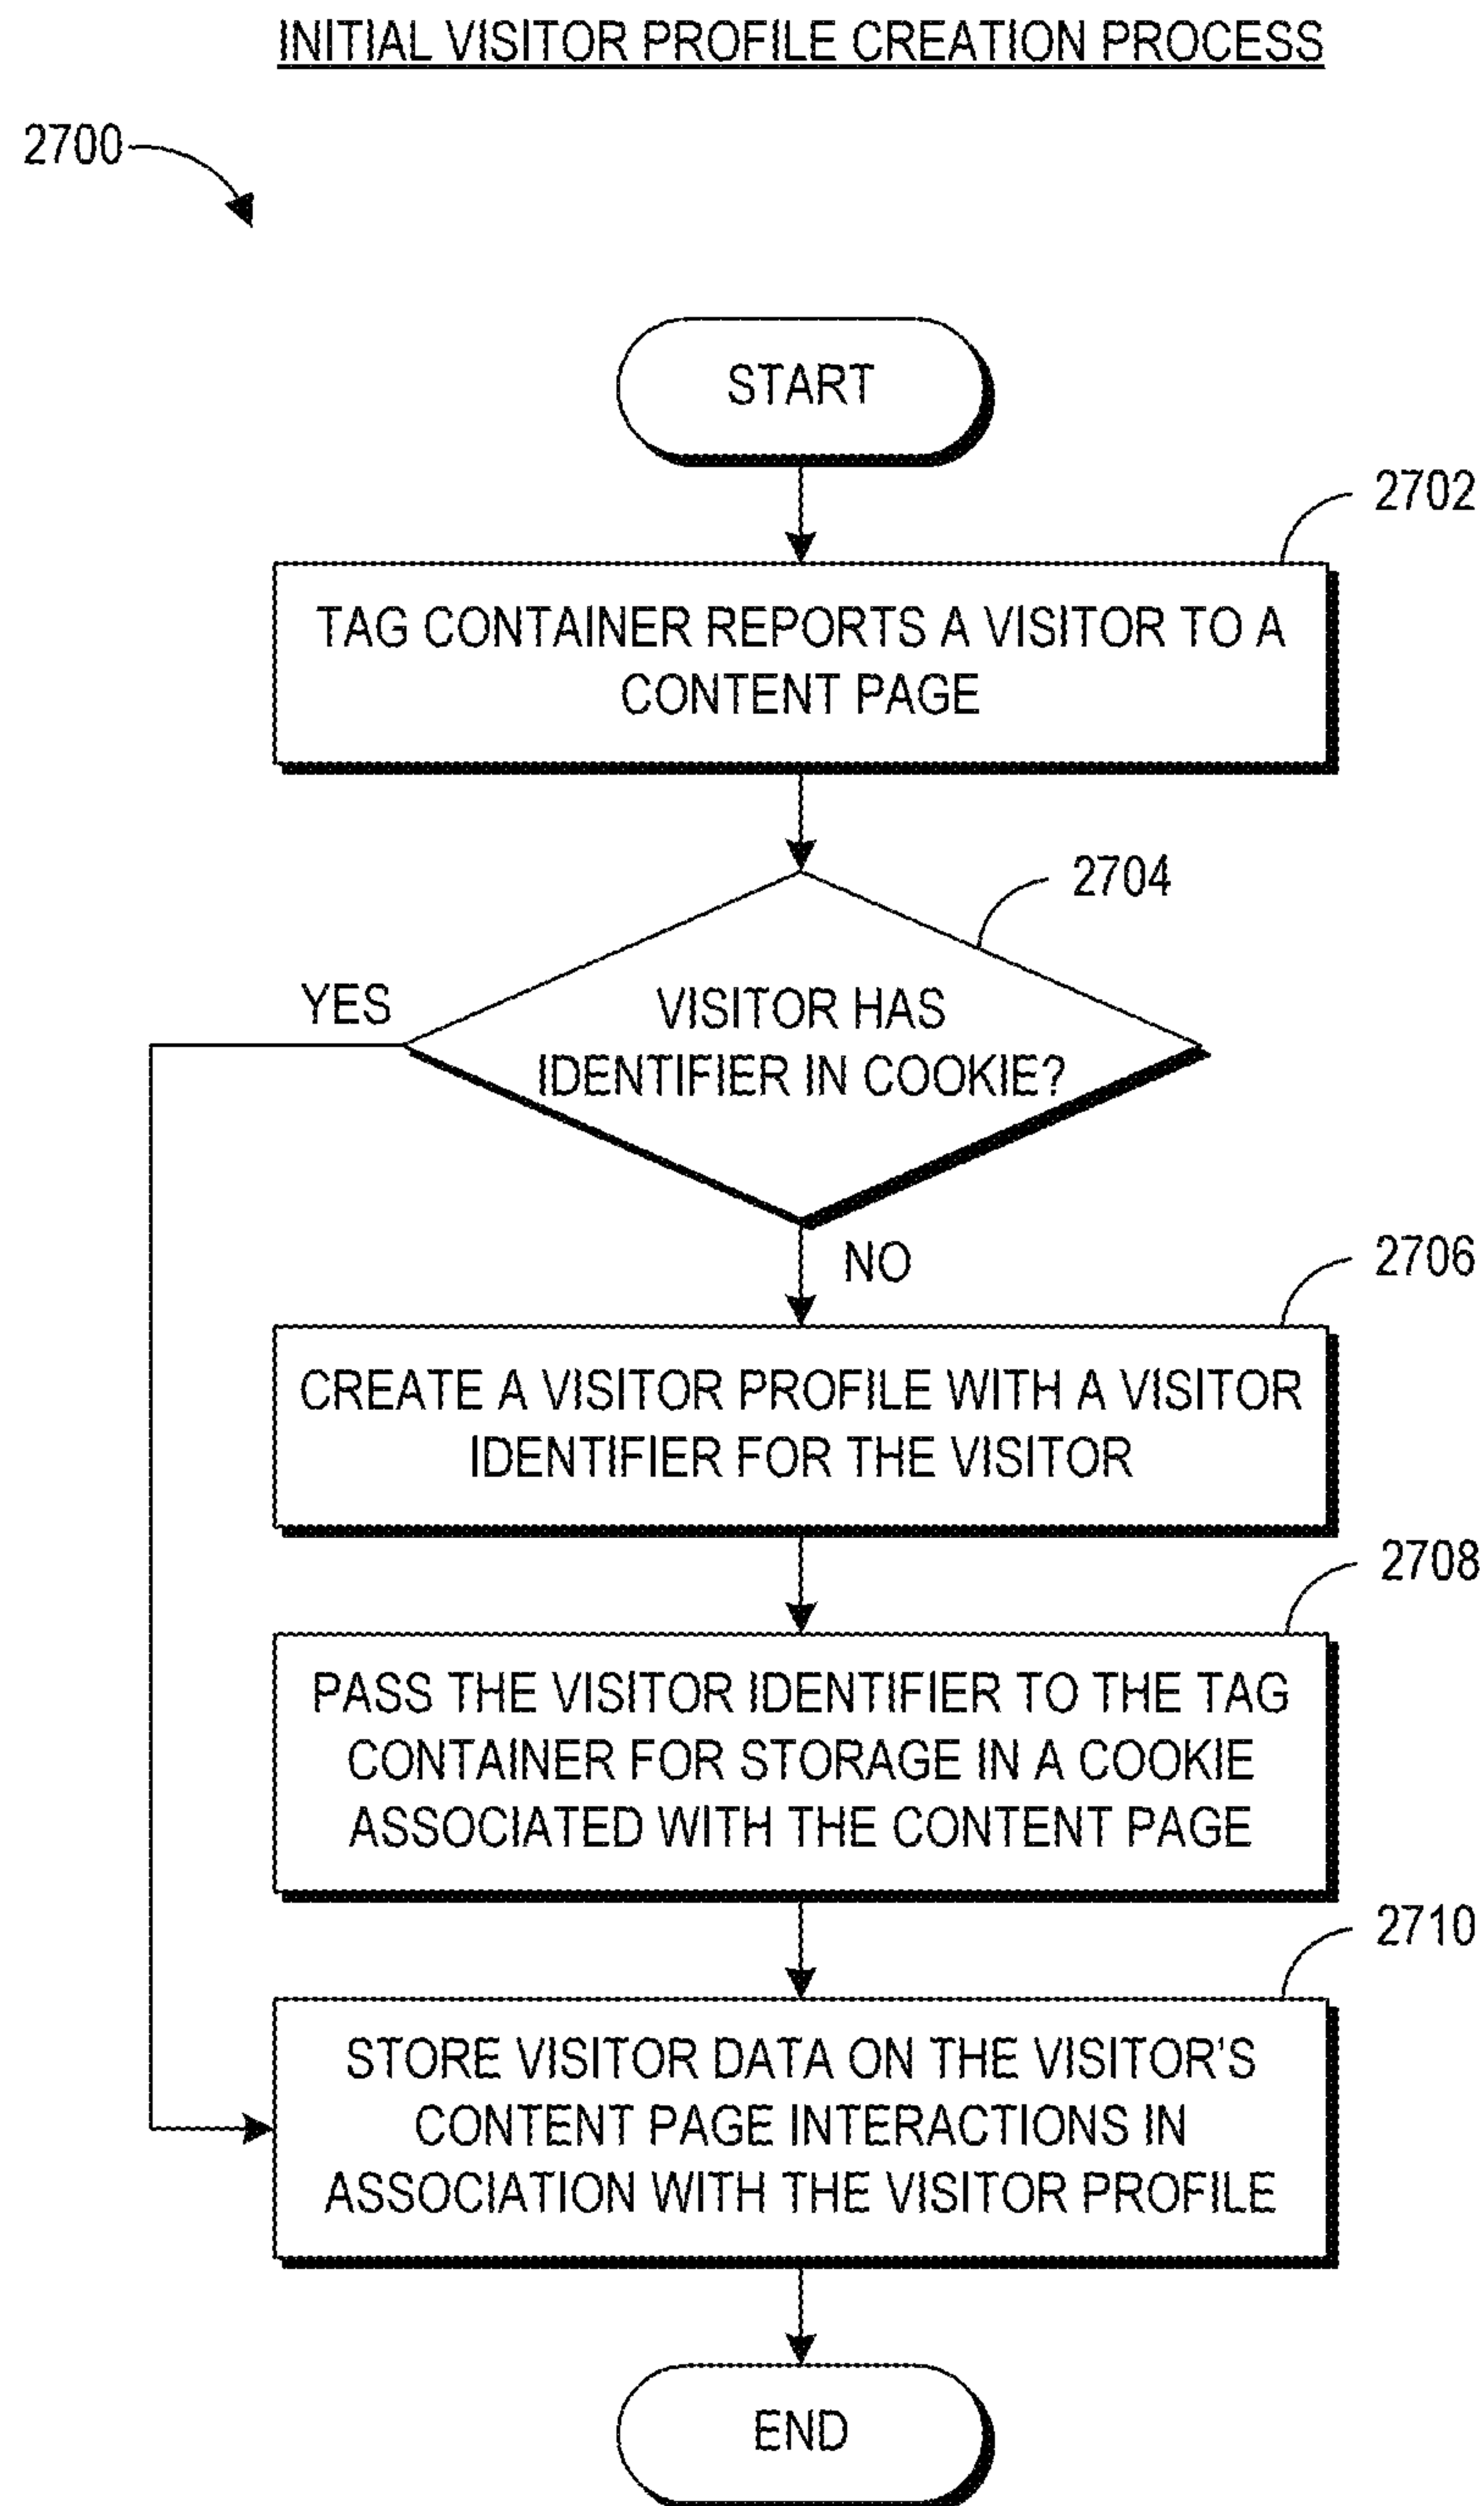 INITIAL VISITOR PROFILE CREATION PROCESS
2700
START
2702
TAG CONTAINER REPORTS A VISITOR TO A
CONTENT PAGE
2704
YES
VISITOR HAS
IDENTIFIER IN COOKIE?
NO
2706
CREATE A VISITOR PROFILE WITH A VISITOR
IDENTIFIER FOR THE VISITOR
2708
PASS THE VISITOR IDENTIFIER TO THE TAG
CONTAINER FOR STORAGE IN A COOKIE
ASSOCIATED WITH THE CONTENT PAGE
2710
STORE VISITOR DATA ON THE VISITOR'S
CONTENT PAGE INTERACTIONS IN
ASSOCIATION WITH THE VISITOR PROFILE
END